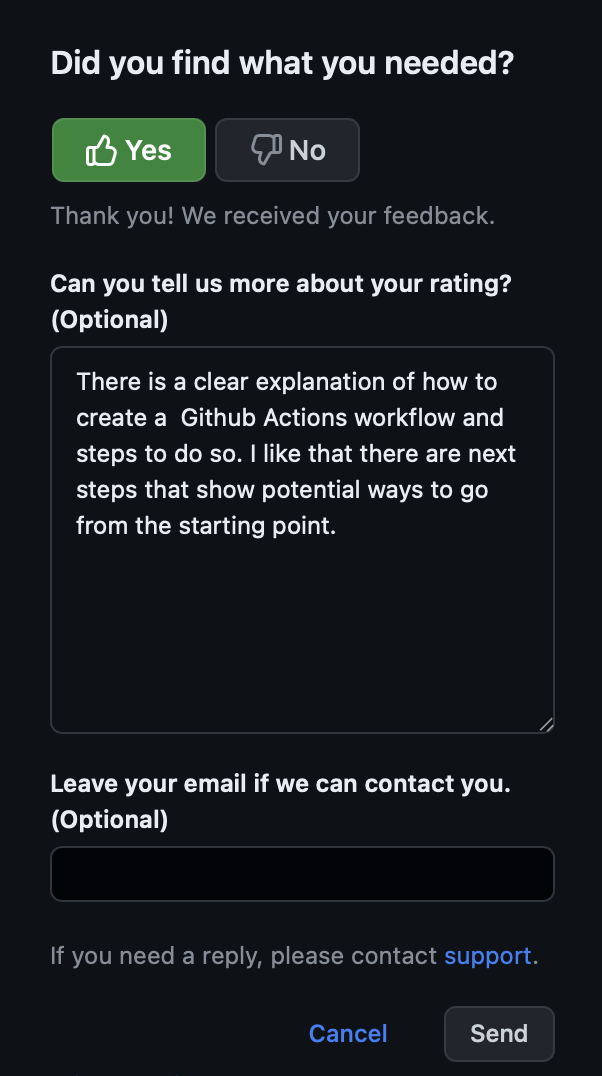 Did you find what you needed?
Yes No
Thank you! We received your feedback.
Can you tell us more about your rating?
(Optional)
There is a clear explanation of how to
create a  Github Actions workflow and
steps to do so. I like that there are next
steps that show potential ways to go
from the starting point.
Leave your email if we can contact you.
(Optional)
If you need a reply, please contact support.
Cancel Send